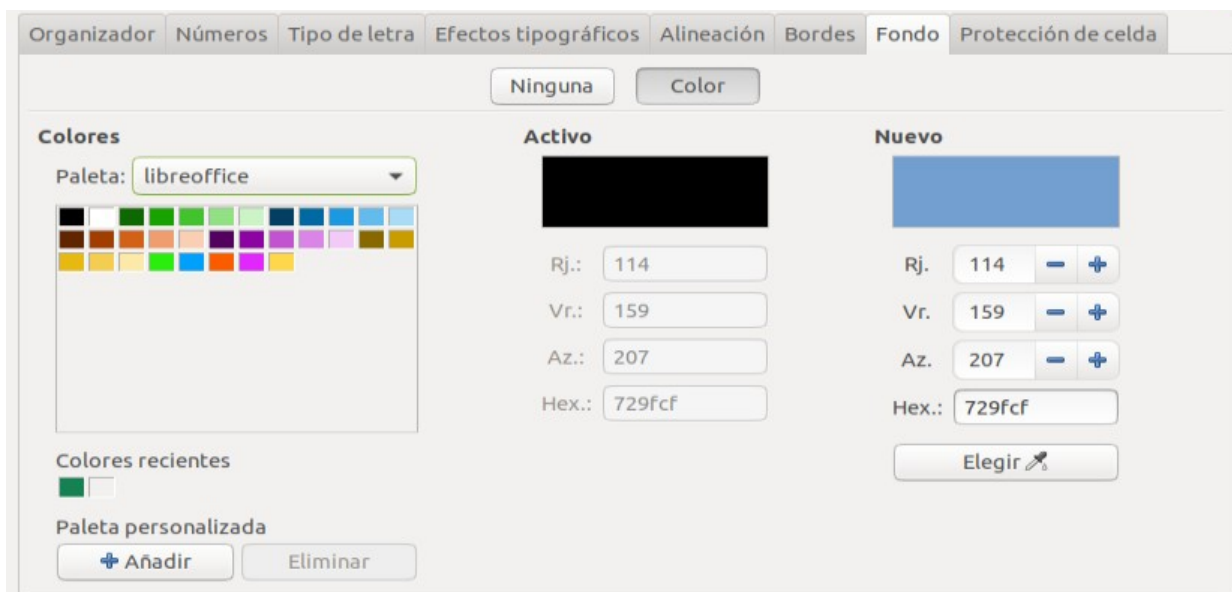 Organizador Números Tipo de letra Efectos tipográficos Alineación Bordes Fondo Protección de celda
Ninguna Color
Colores
Paleta: libreoffice
Colores recientes
Paleta personalizada
Añadir Eliminar
Activo
Rj.: 114
Vr.: 159
Az.: 207
Hex.: 729fcf
Nuevo
Rj. 114
Vr. 159
Az. 207
Hex.: 729fcf
Elegir